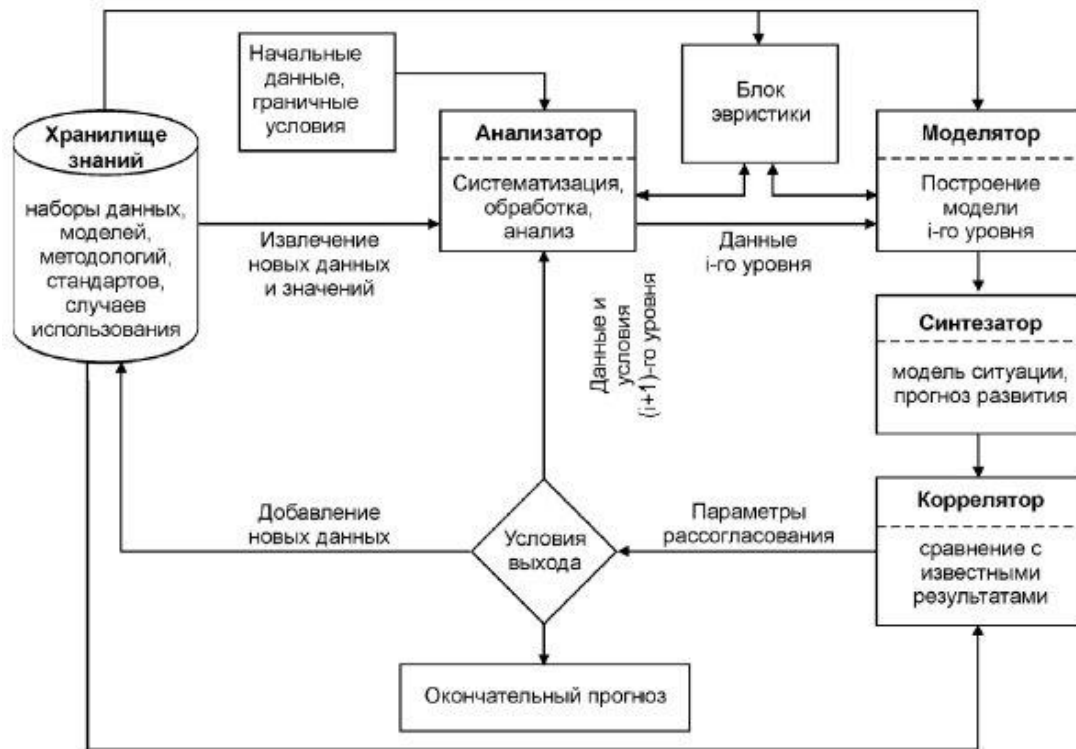 Начальные
данные,
граничные
условия
Блок
эвристики
Хранилище
знаний
наборы данных,
моделей,
методологий,
стандартов,
случаев
использования
Анализатор
Систематизация,
обработка,
анализ
Моделятор
Построение
модели
i-го уровня
Извлечение
новых данных
и значений
Данные
i-го уровня
Данные и
условия
(i+1)-го уровня
Синтезатор
модель ситуации,
прогноз развития
Коррелятор
сравнение с
известными
результатами
Параметры
рассогласования
Условия
выхода
Добавление
новых данных
Окончательный прогноз